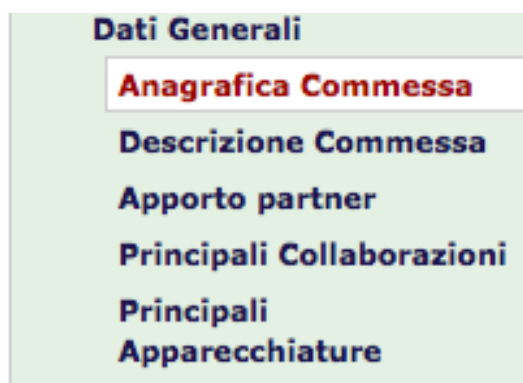 Dati Generali
Anagrafica Commessa
Descrizione Commessa
Apporto partner
Principali Collaborazioni
Principali
Apparecchiature